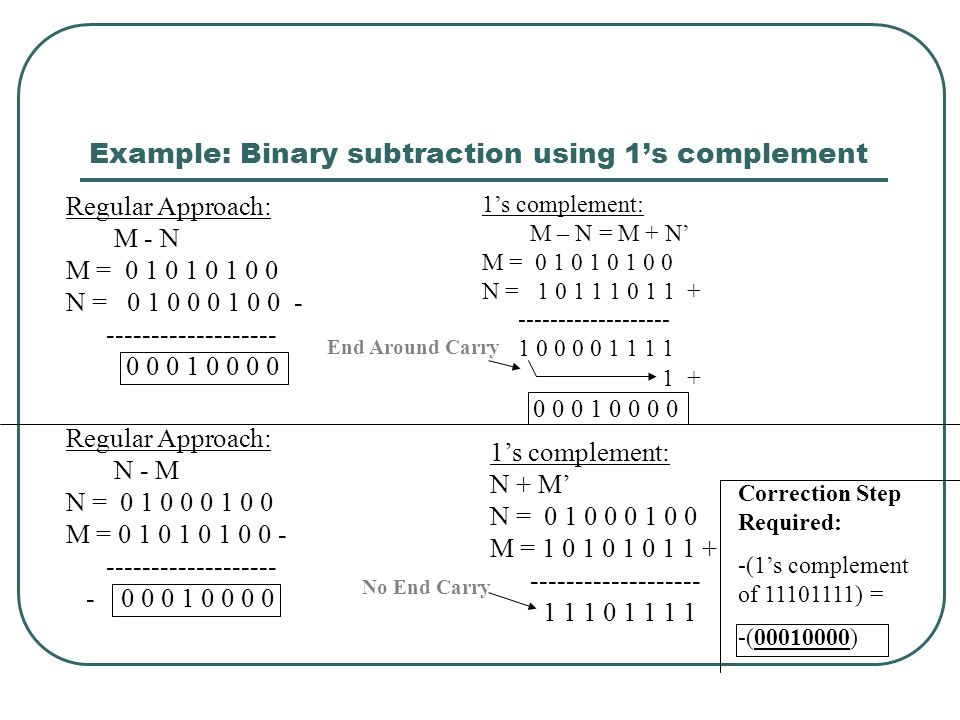 Example: Binary subtraction using 1’s complement
Regular Approach:
M - N
M = 0 1 0 1 0 1 0 0
N = 0 1 0 0 0 1 0 0 -
-------------------
0 0 0 1 0 0 0 0
1’s complement:
M – N = M + N’
M = 0 1 0 1 0 1 0 0
N = 1 0 1 1 1 0 1 1 +
-------------------
End Around Carry
1 0 0 0 0 1 1 1 1
1 +
0 0 0 1 0 0 0 0
Regular Approach:
N - M
N = 0 1 0 0 0 1 0 0
M = 0 1 0 1 0 1 0 0 -
-------------------
- 0 0 0 1 0 0 0 0
1’s complement:
N + M’
N = 0 1 0 0 0 1 0 0
M = 1 0 1 0 1 0 1 1 +
-------------------
No End Carry
1 1 1 0 1 1 1 1
Correction Step
Required:
-(1’s complement
of 11101111) =
-(00010000)